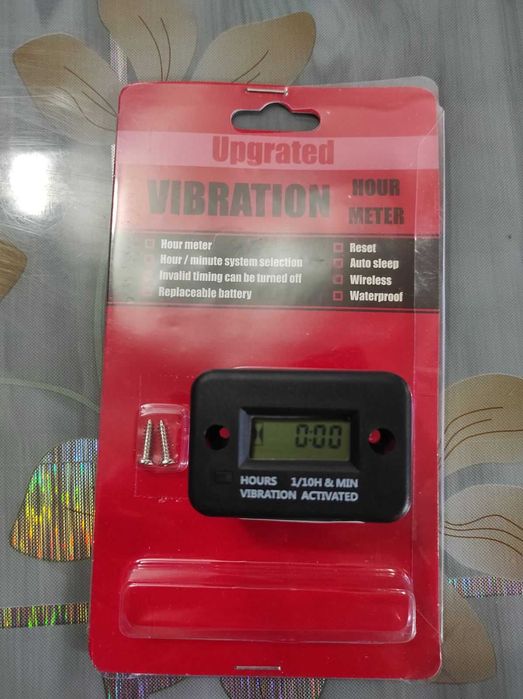 Upgrated
VIBRATION HOUR METER
Hour meter
Hour / minute system selection
Invalid timing can be turned off
Replaceable battery
Reset
Auto sleep
Wireless
Waterproof
0:00
HOURS 1/10H & MIN
VIBRATION ACTIVATED